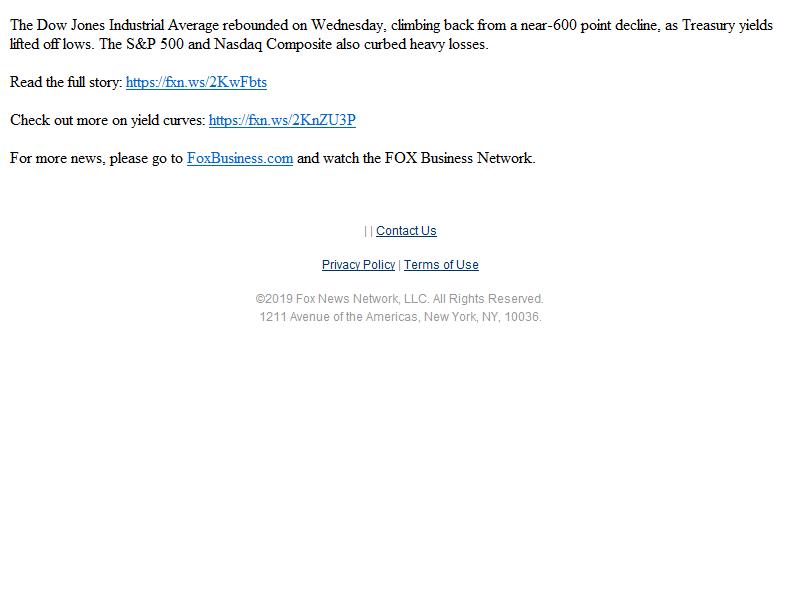 The Dow Jones Industrial Average rebounded on Wednesday, climbing back from a near-600 point decline, as Treasury yields
lifted off lows. The S&P 500 and Nasdaq Composite also curbed heavy losses.
Read the full story: https://fxn.ws/2KwFbts
Check out more on yield curves: https://fxn.ws/2KnZU3P
For more news, please go to FoxBusiness.com and watch the FOX Business Network.
| | Contact Us
Privacy Policy | Terms of Use
©2019 Fox News Network, LLC. All Rights Reserved.
1211 Avenue of the Americas, New York, NY, 10036.